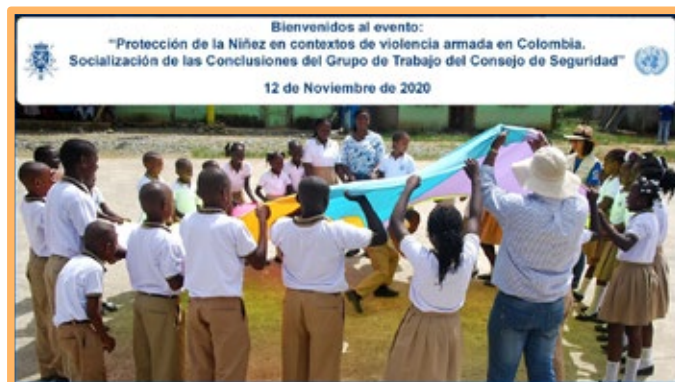 Bienvenidos al evento:
"Protección de la Niñez en contextos de violencia armada en Colombia.
Socialización de las Conclusiones del Grupo de Trabajo del Consejo de Seguridad"
12 de Noviembre de 2020